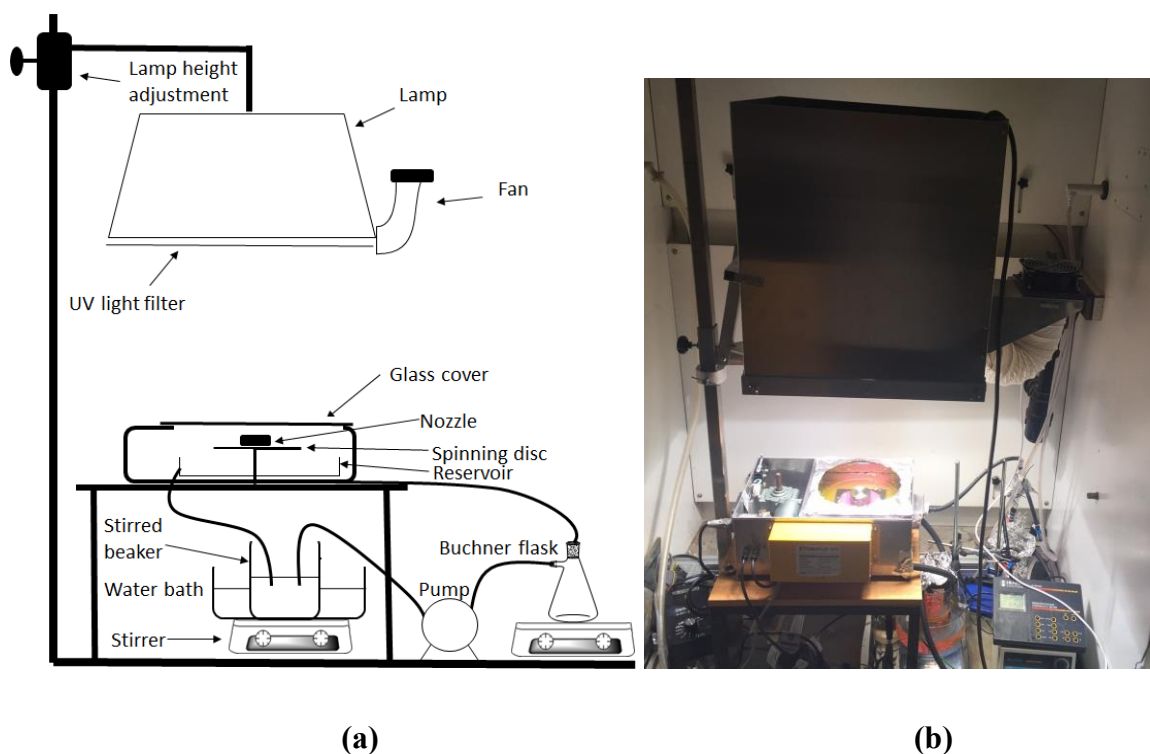 Lamp height
adjustment
Lamp
Fan
UV light filter
Glass cover
Nozzle
Spinning disc
Reservoir
Stirred
beaker
Buchner flask
Water bath
Pump
Stirrer
(a)
(b)